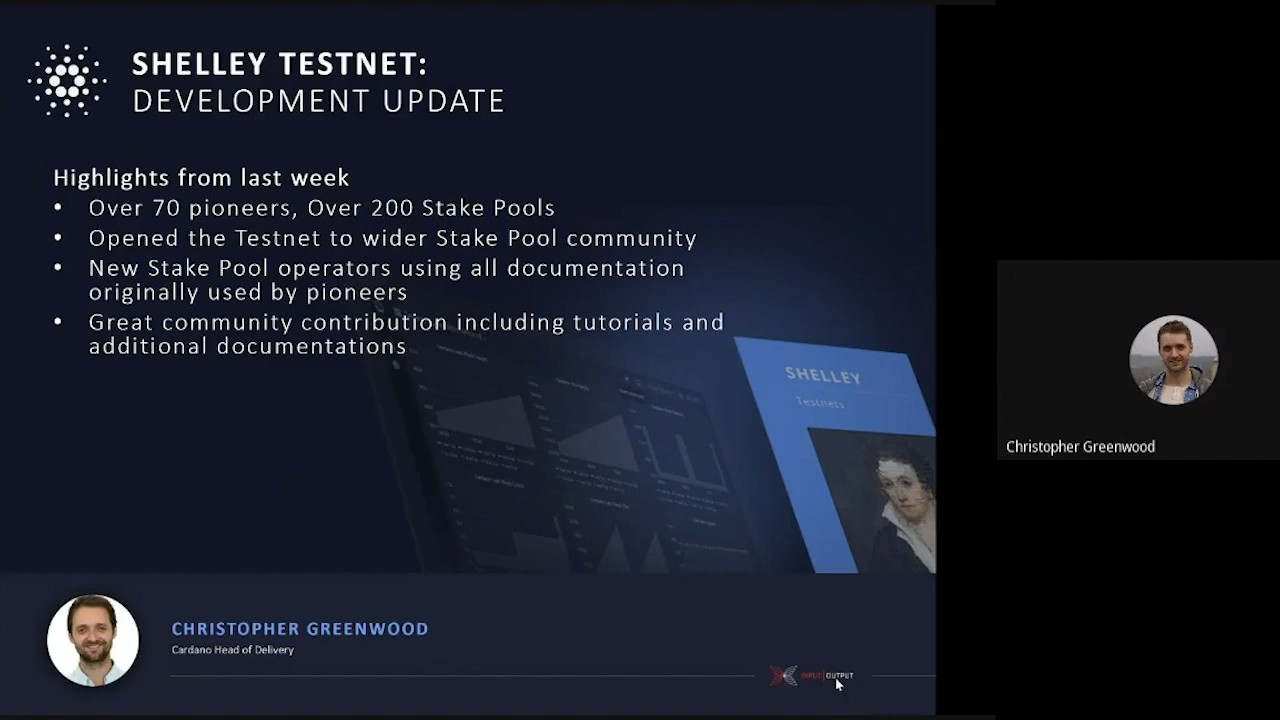 SHELLEY TESTNET:
DEVELOPMENT UPDATE
Highlights from last week
• Over 70 pioneers, Over 200 Stake Pools
• Opened the Testnet to wider Stake Pool community
• New Stake Pool operators using all documentation
originally used by pioneers
• Great community contribution including tutorials and
additional documentations
SHELLEY
Testnets
Christopher Greenwood
CHRISTOPHER GREENWOOD
Cardano Head of Delivery
INPUT|OUTPUT